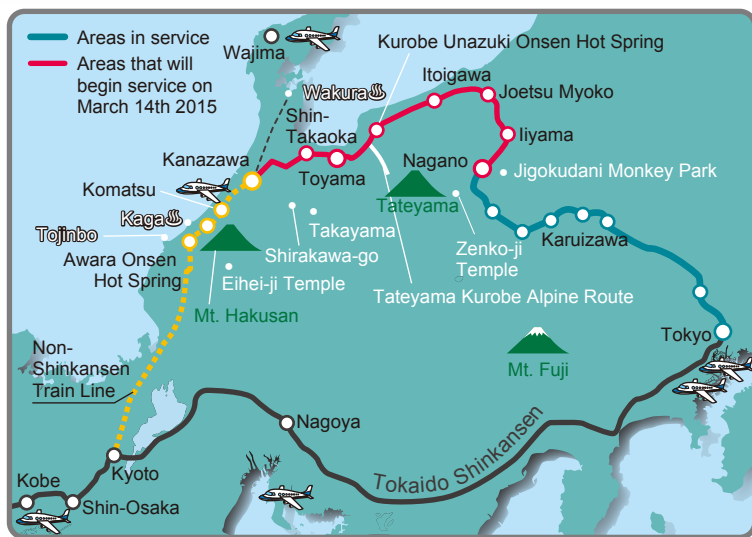 Areas in service
Areas that will
begin service on
March 14th 2015
Wajima
Kurobe Unazuki Onsen Hot Spring
Itoigawa
Wakura♨
Joetsu Myoko
Shin-
Takaoka
Iiyama
Kanazawa
Toyama
Nagano
Jigokudani Monkey Park
Komatsu
Tateyama
Kaga♨
Takayama
Karuizawa
Tojinbo
Shirakawa-go
Zenko-ji
Temple
Awara Onsen
Hot Spring
Eihei-ji Temple
Tateyama Kurobe Alpine Route
Mt. Hakusan
Tokyo
Non-
Shinkansen
Train Line
Mt. Fuji
Nagoya
Tokaido Shinkansen
Kyoto
Kobe
Shin-Osaka